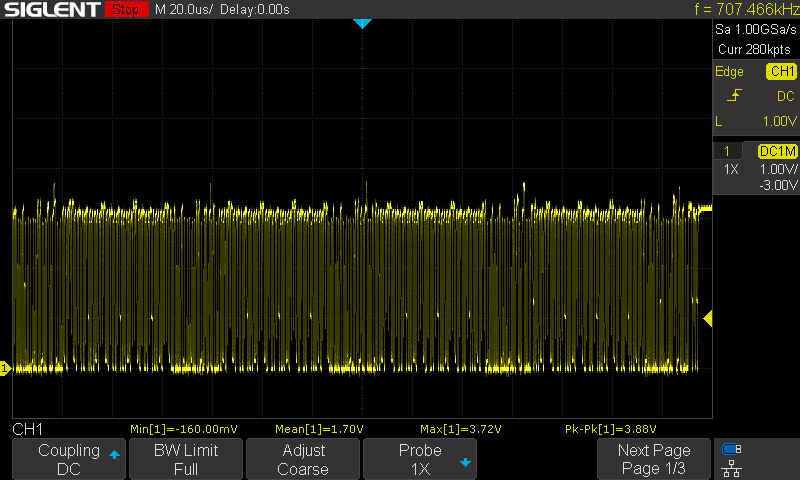 SIGLENT Stop M 20.0us/ Delay:0.00s f = 707.466kHz
Sa 1.00GSa/s
Curr 280kpts
Edge CH1
DC
L 1.00V
1 DC1M
1X 1.00V/
-3.00V
1
CH1 Min[1]=-160.00mV Mean[1]=1.70V Max[1]=3.72V Pk-Pk[1]=3.88V
Coupling BW Limit Adjust Probe Next Page
DC Full Coarse 1X Page 1/3